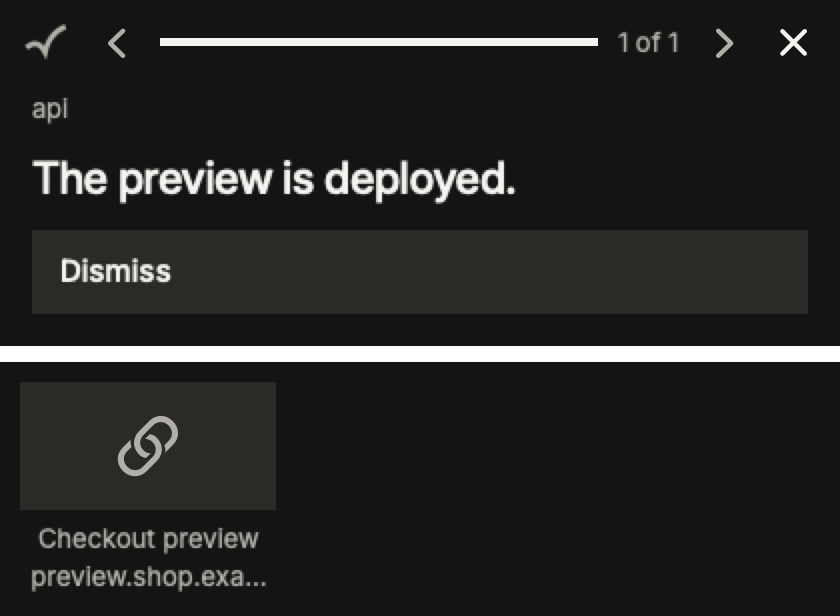 1 of 1
api
The preview is deployed.
Dismiss
Checkout preview
preview.shop.exa...